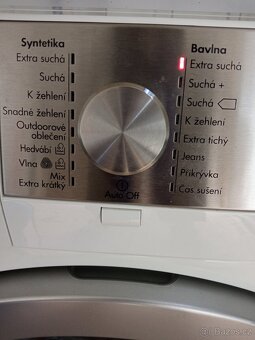 Syntetika
Extra suchá
Suchá
K žehlení
Snadné žehlení
Outdoorové
oblečení
Hedvábí
Vlna
Mix
Extra krátký
Bavlna
Extra suchá
Suchá +
Suchá
K žehlení
Extra tichý
Jeans
Přikrývka
Čas sušení
Auto Off